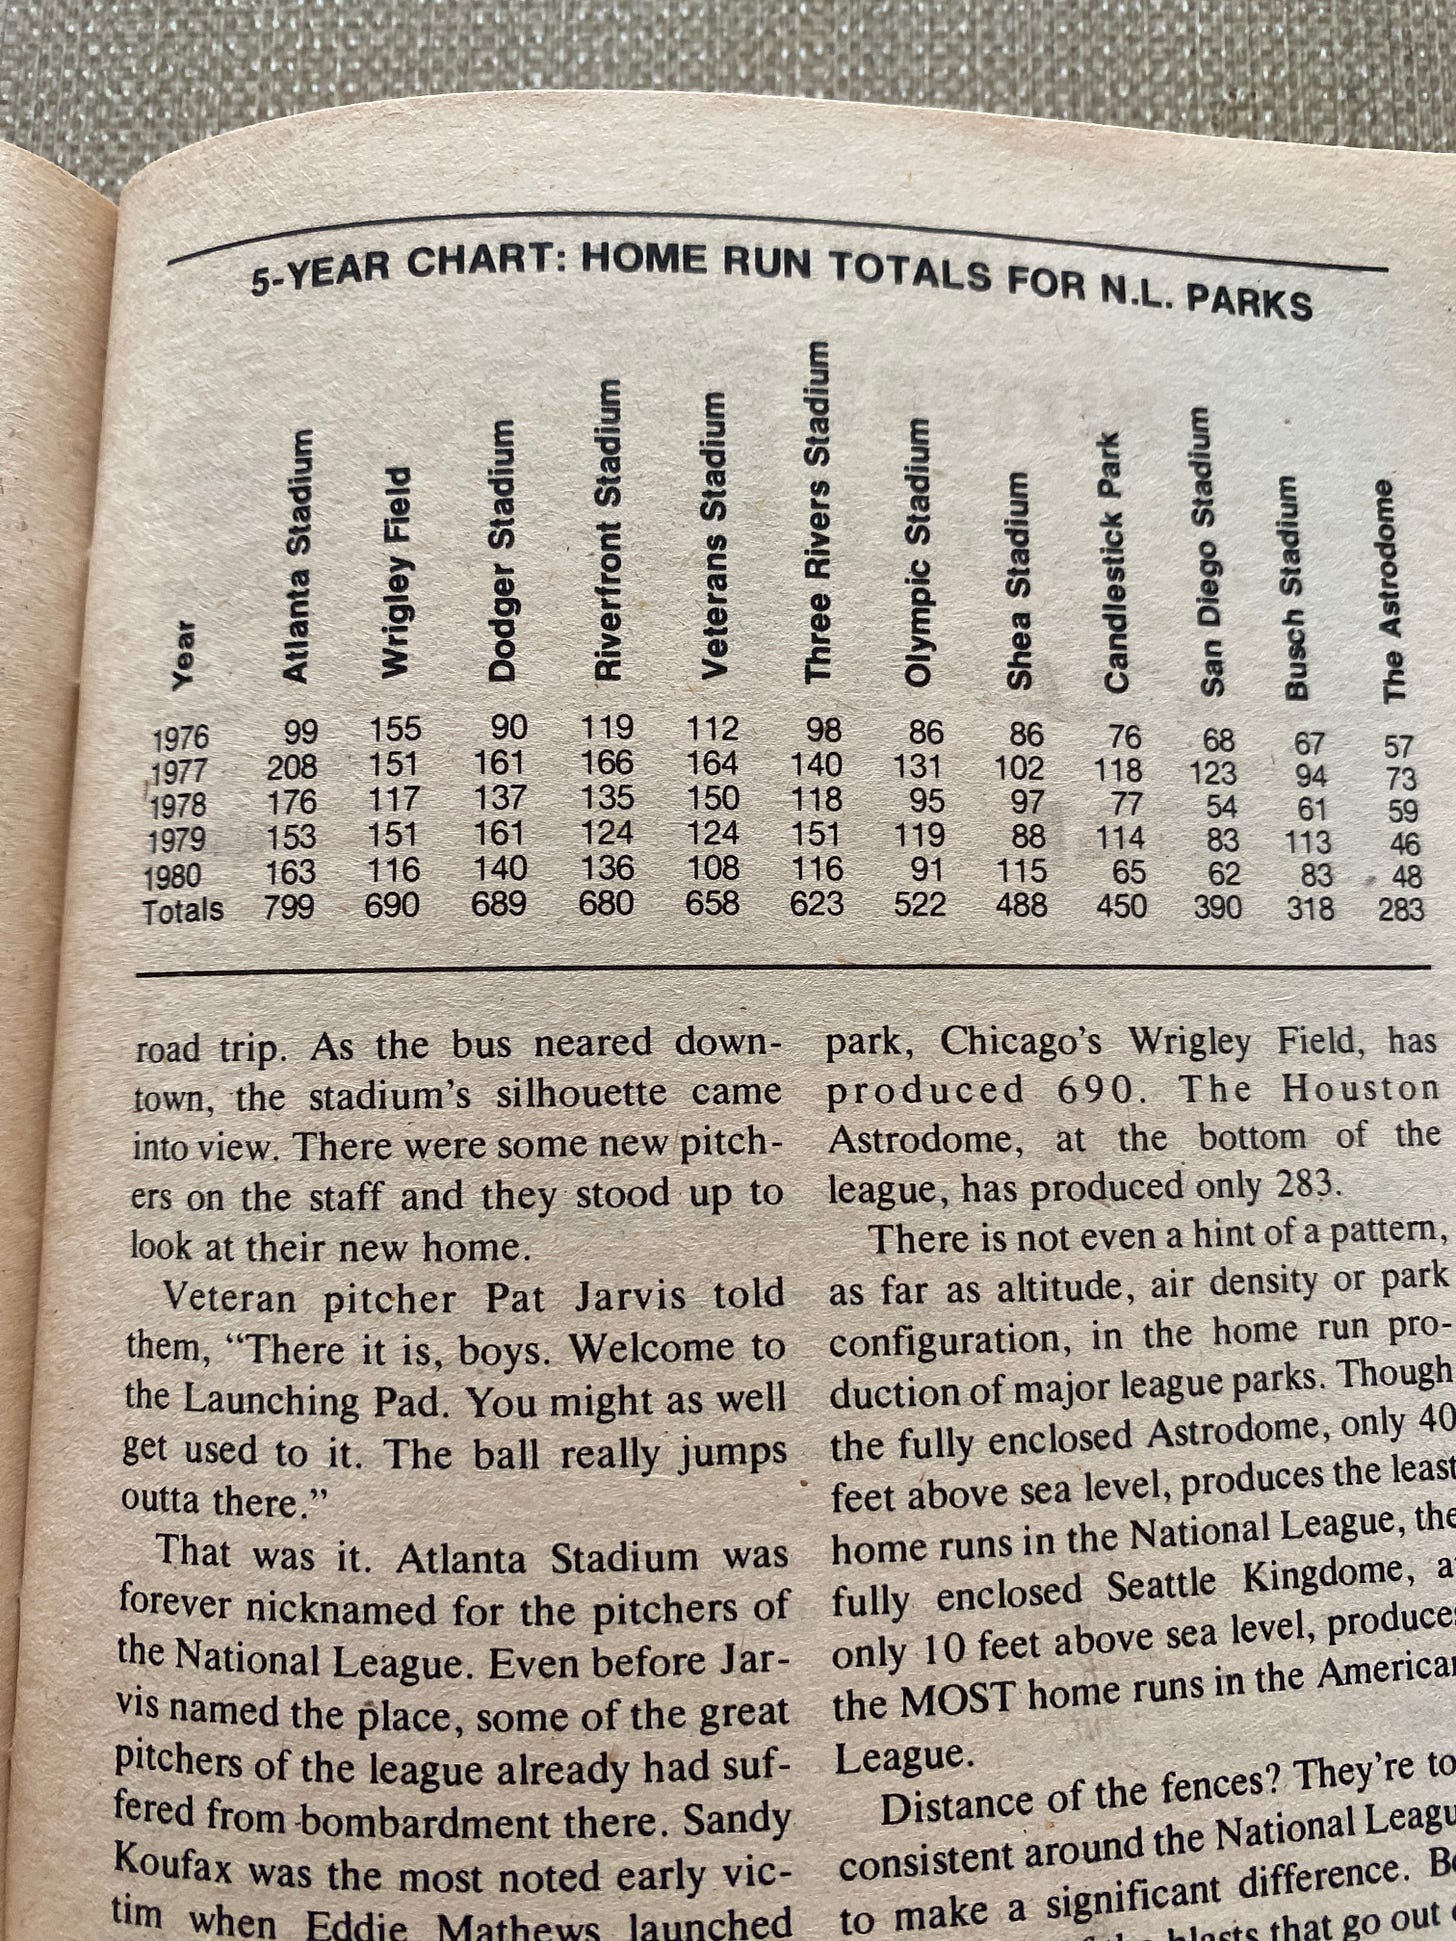 5-YEAR CHART: HOME RUN TOTALS FOR N.L. PARKS
Year Atlanta Stadium Wrigley Field Dodger Stadium Riverfront Stadium Veterans Stadium Three Rivers Stadium Olympic Stadium Shea Stadium Candlestick Park San Diego Stadium Busch Stadium The Astrodome
1976 99 155 90 119 112 98 86 86 76 68 67 57
1977 208 151 161 166 164 140 131 102 118 123 94 73
1978 176 117 137 135 150 118 95 97 77 54 61 59
1979 153 151 161 124 124 151 119 88 114 83 113 46
1980 163 116 140 136 108 116 91 115 65 62 83 48
Totals 799 690 689 680 658 623 522 488 450 390 318 283
road trip. As the bus neared down-
town, the stadium's silhouette came
into view. There were some new pitch-
ers on the staff and they stood up to
look at their new home.
Veteran pitcher Pat Jarvis told
them, “There it is, boys. Welcome to
the Launching Pad. You might as well
get used to it. The ball really jumps
outta there.”
That was it. Atlanta Stadium was
forever nicknamed for the pitchers of
the National League. Even before Jar-
vis named the place, some of the great
pitchers of the league already had suf-
fered from bombardment there. Sandy
Koufax was the most noted early vic-
tim when Eddie Mathews launched
park, Chicago's Wrigley Field, has
produced 690. The Houston
Astrodome, at the bottom of the
league, has produced only 283.
There is not even a hint of a pattern,
as far as altitude, air density or park
configuration, in the home run pro-
duction of major league parks. Though
the fully enclosed Astrodome, only 40
feet above sea level, produces the least
home runs in the National League, the
fully enclosed Seattle Kingdome, a
only 10 feet above sea level, produces
the MOST home runs in the American
League.
Distance of the fences? They're to
consistent around the National Leagu
to make a significant difference. B
blasts that go out